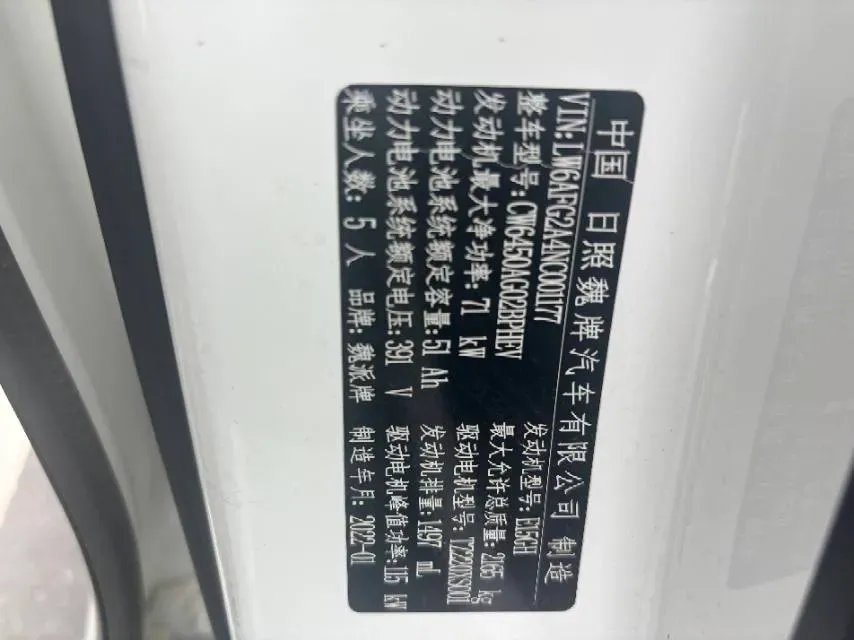 中国 日照魏牌汽车有限公司 制造
VIN:LW6AFG2A4NC001177
整车型号:CW6450AG02BPHEV 发动机型号: E15GH
发动机最大净功率:71 kW 最大允许总质量:2165 kg
动力电池系统额定容量:51 Ah 驱动电机型号:
动力电池系统额定电压:391 V 发动机排量:1497 mL
乘坐人数: 5 人 品牌: 魏派牌 驱动电机峰值功率:115 kW
制造年月: 2022-01